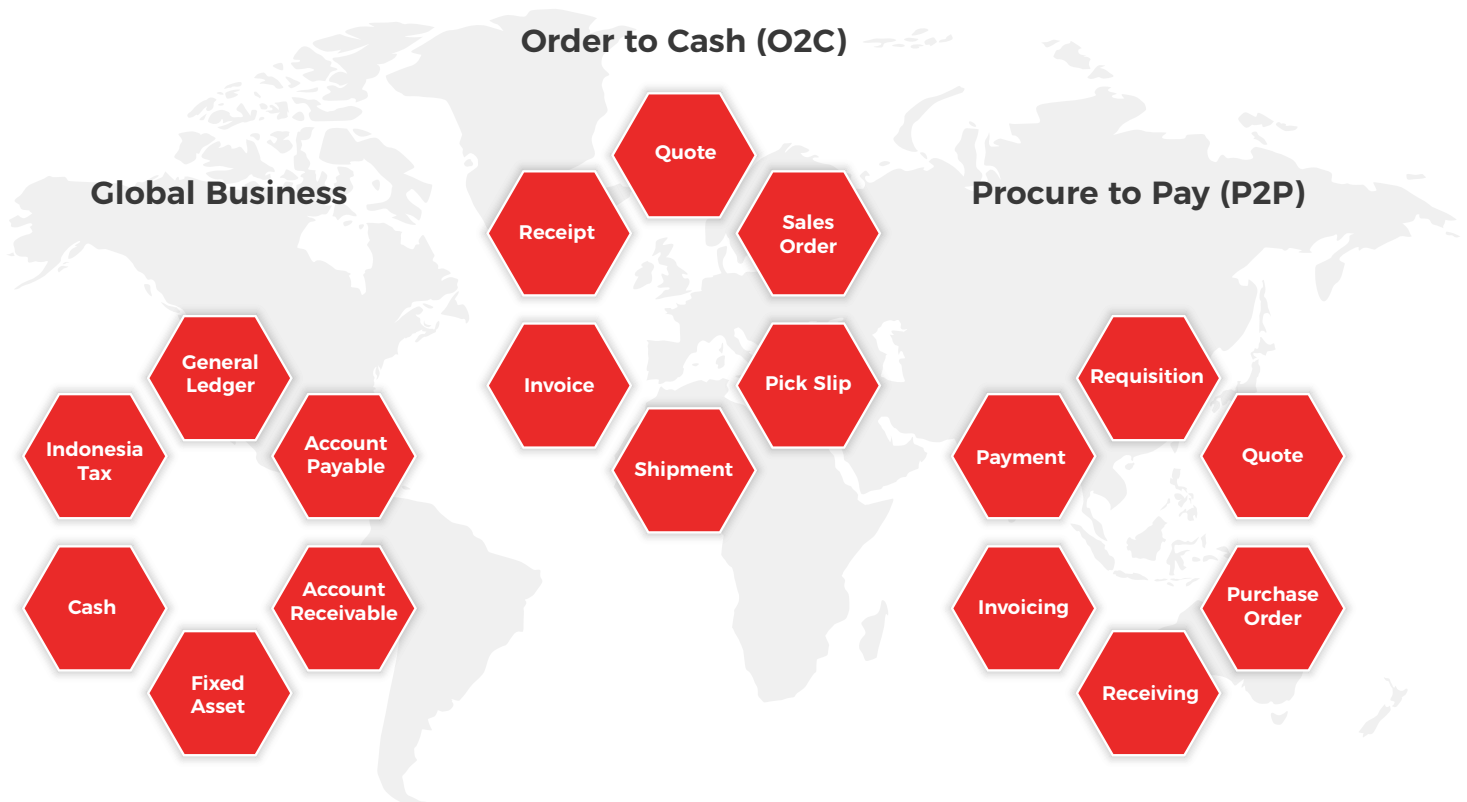 Order to Cash (O2C)
Quote
Receipt
Sales
Order
Invoice
Pick Slip
Shipment
Global Business
General
Ledger
Indonesia
Tax
Account
Payable
Cash
Account
Receivable
Fixed
Asset
Procure to Pay (P2P)
Requisition
Payment
Quote
Invoicing
Purchase
Order
Receiving